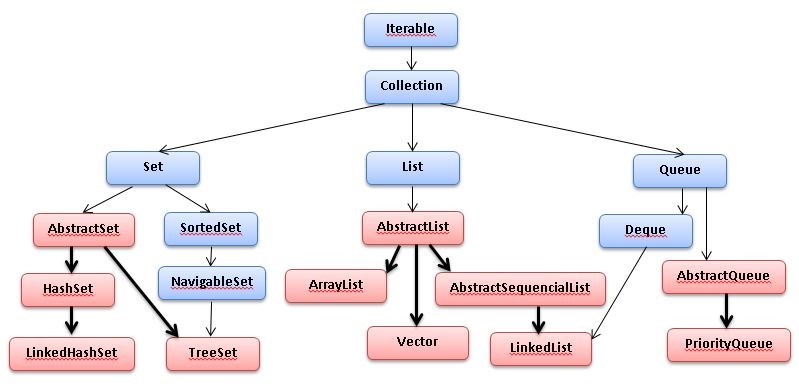 Iterable
Collection
Set
List
Queue
AbstractSet
SortedSet
AbstractList
Deque
HashSet
NavigableSet
ArrayList
AbstractSequencialList
AbstractQueue
LinkedHashSet
TreeSet
Vector
LinkedList
PriorityQueue